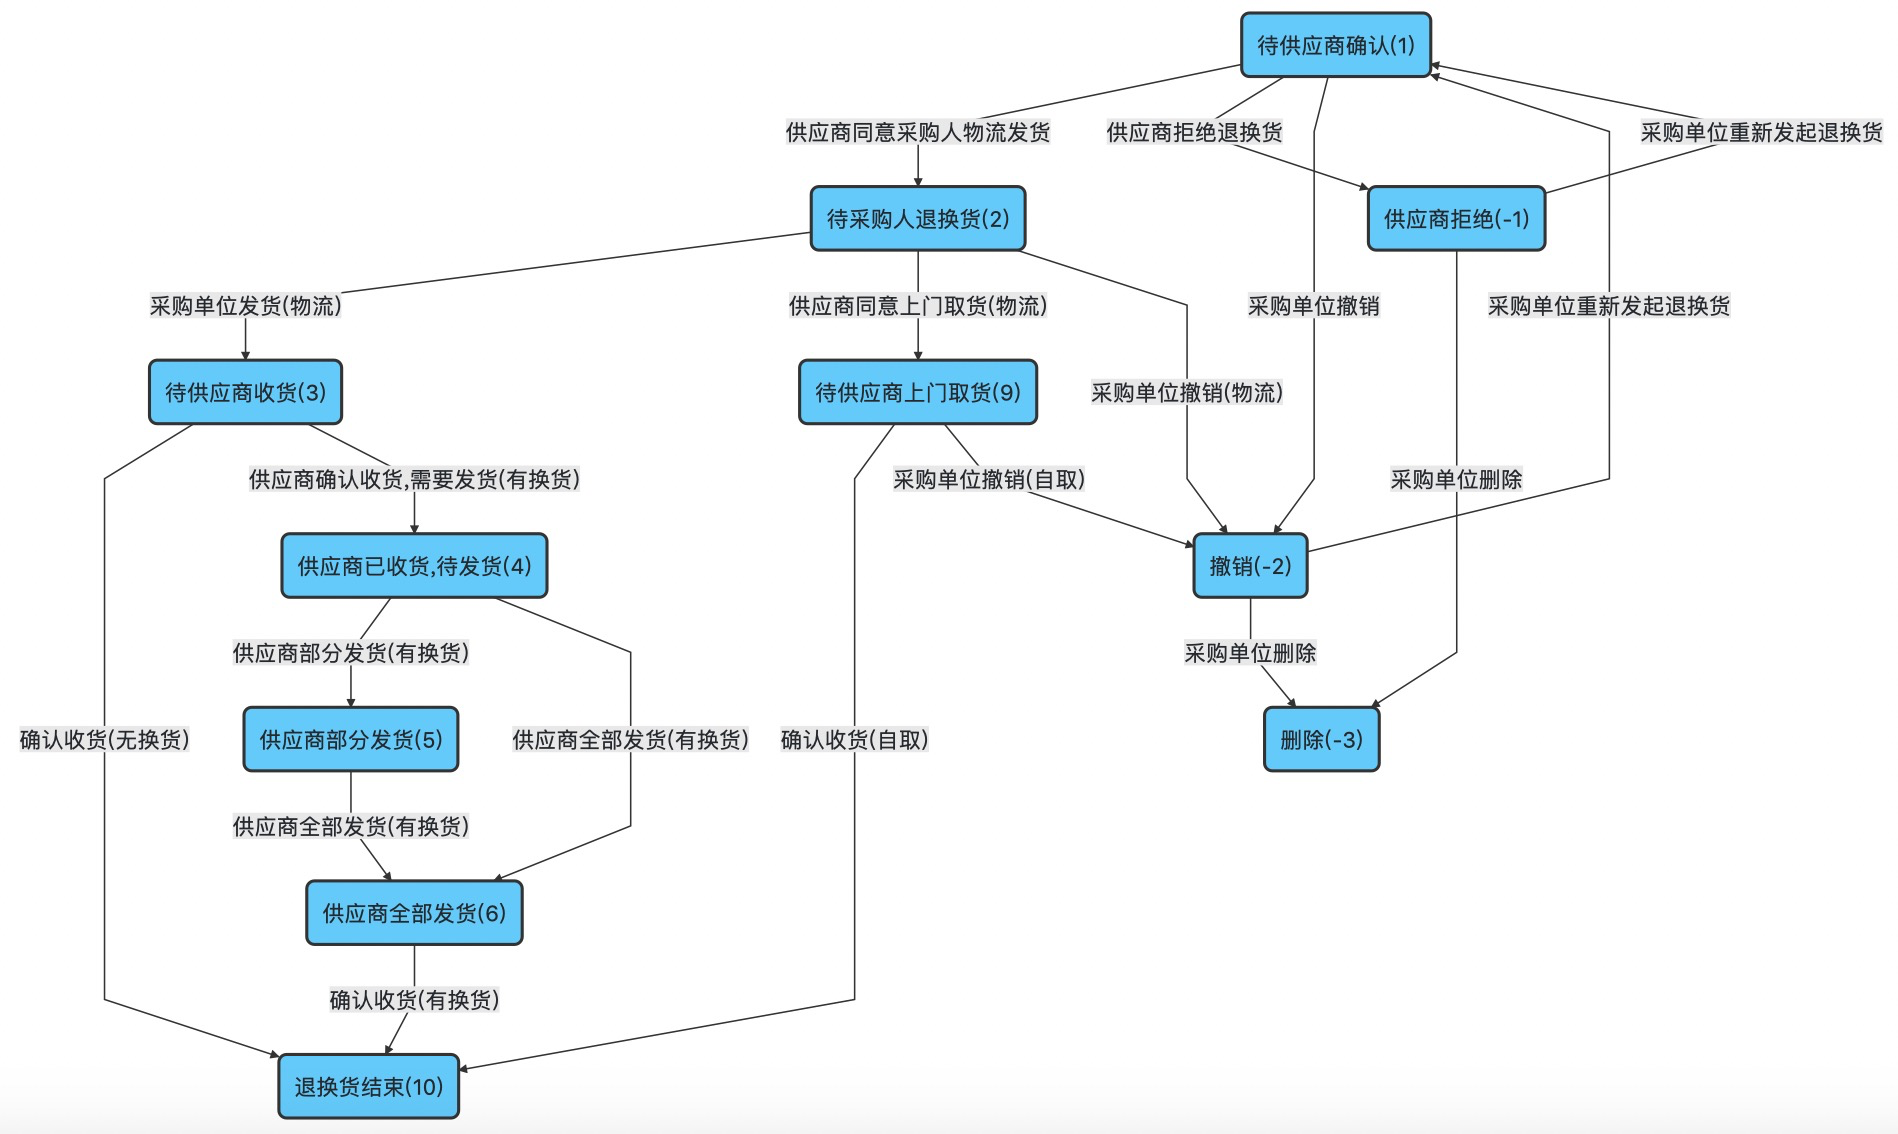 待供应商确认(1)
供应商同意采购人物流发货
供应商拒绝退换货
采购单位重新发起退换货
待采购人退换货(2)
供应商拒绝(-1)
采购单位发货(物流)
供应商同意上门取货(物流)
采购单位撤销
采购单位重新发起退换货
待供应商收货(3)
待供应商上门取货(9)
采购单位撤销(物流)
供应商确认收货,需要发货(有换货)
采购单位撤销(自取)
采购单位删除
供应商已收货,待发货(4)
撤销(-2)
供应商部分发货(有换货)
采购单位删除
确认收货(无换货)
供应商部分发货(5)
供应商全部发货(有换货)
确认收货(自取)
删除(-3)
供应商全部发货(有换货)
供应商全部发货(6)
确认收货(有换货)
退换货结束(10)